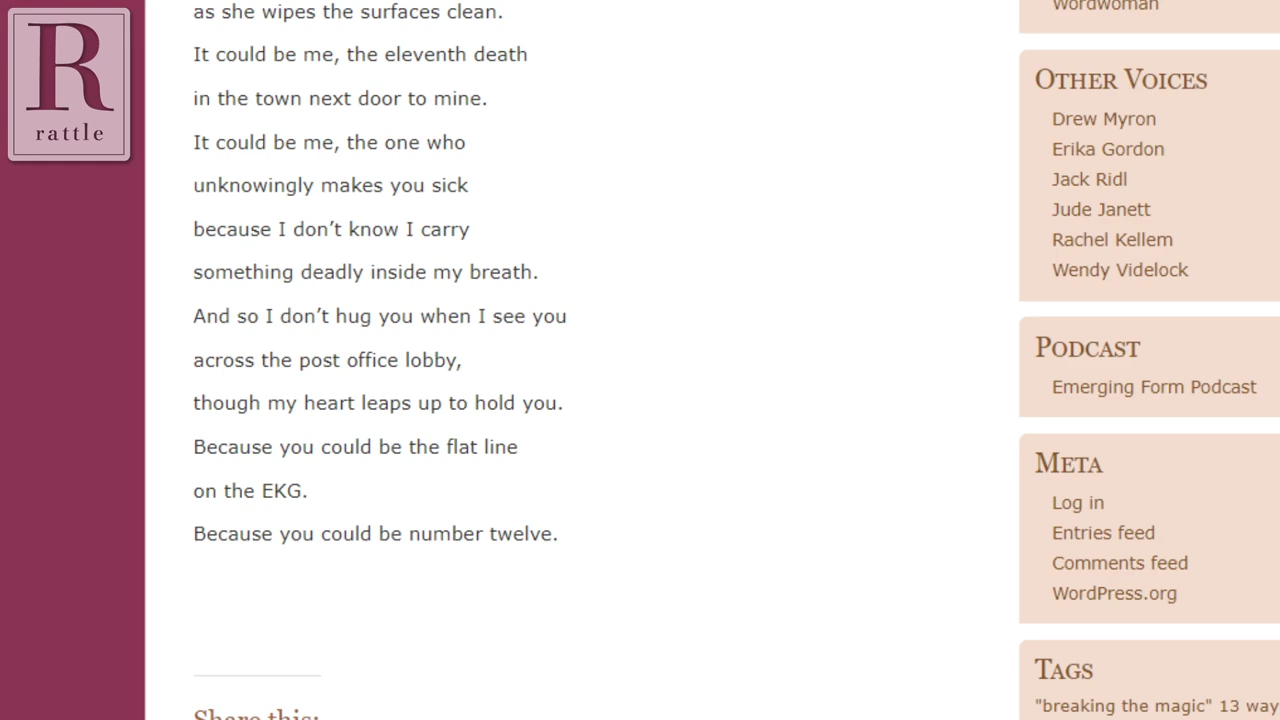 R
rattle
as she wipes the surfaces clean.
It could be me, the eleventh death
in the town next door to mine.
It could be me, the one who
unknowingly makes you sick
because I don’t know I carry
something deadly inside my breath.
And so I don’t hug you when I see you
across the post office lobby,
though my heart leaps up to hold you.
Because you could be the flat line
on the EKG.
Because you could be number twelve.
Share this:
Wordwoman
Other Voices
Drew Myron
Erika Gordon
Jack Ridl
Jude Janett
Rachel Kellem
Wendy Videlock
Podcast
Emerging Form Podcast
Meta
Log in
Entries feed
Comments feed
WordPress.org
Tags
"breaking the magic" 13 way